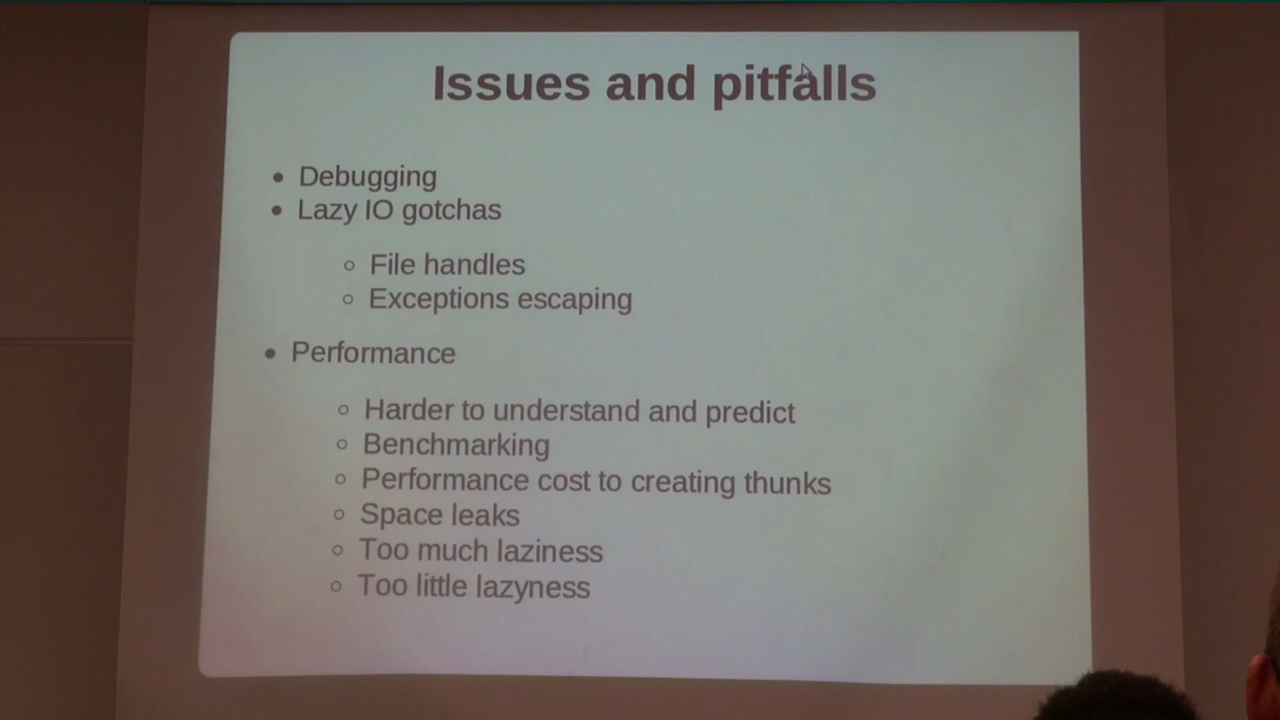 Issues and pitfalls
• Debugging
• Lazy IO gotchas
○ File handles
○ Exceptions escaping
• Performance
○ Harder to understand and predict
○ Benchmarking
○ Performance cost to creating thunks
○ Space leaks
○ Too much laziness
○ Too little lazyness